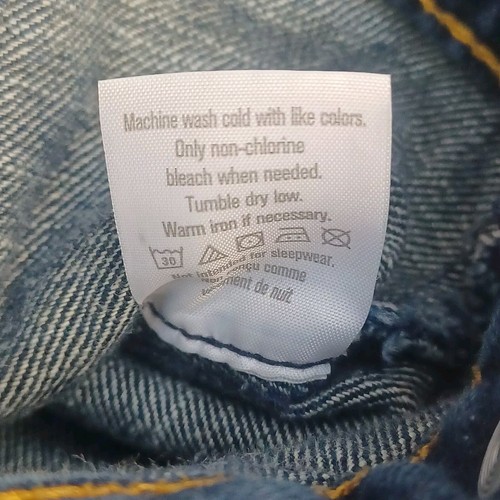 Machine wash cold with like colors.
Only non-chlorine
bleach when needed.
Tumble dry low.
Warm iron if necessary.
30
Not intended for sleepwear.
conçu comme
vêtement de nuit